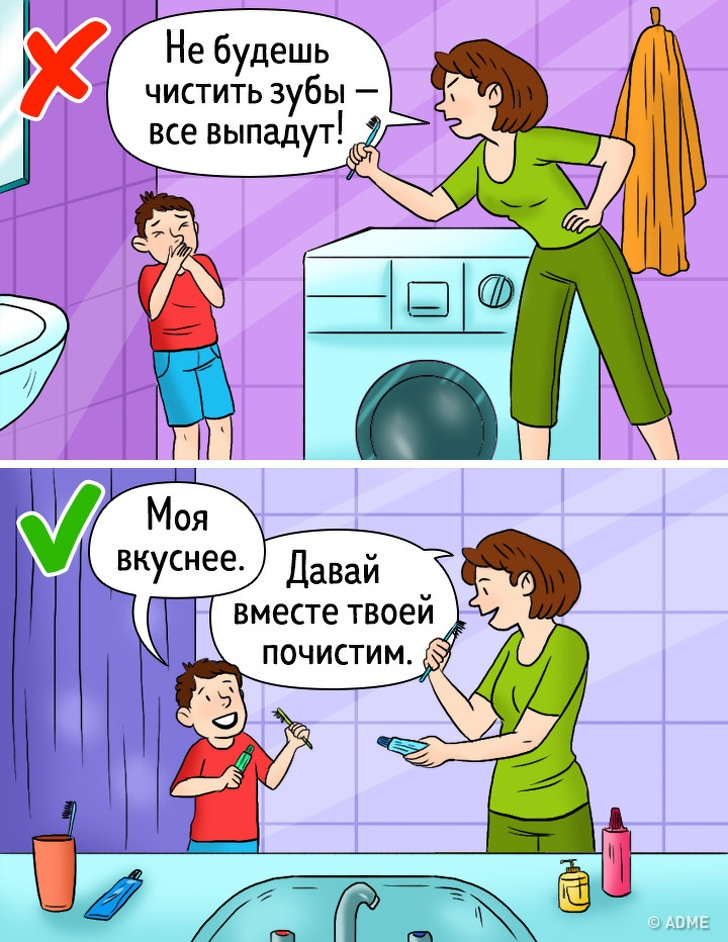 Не будешь
чистить зубы –
все выпадут!
Моя
вкуснее.
Давай
вместе твоей
почистим.
© ADME